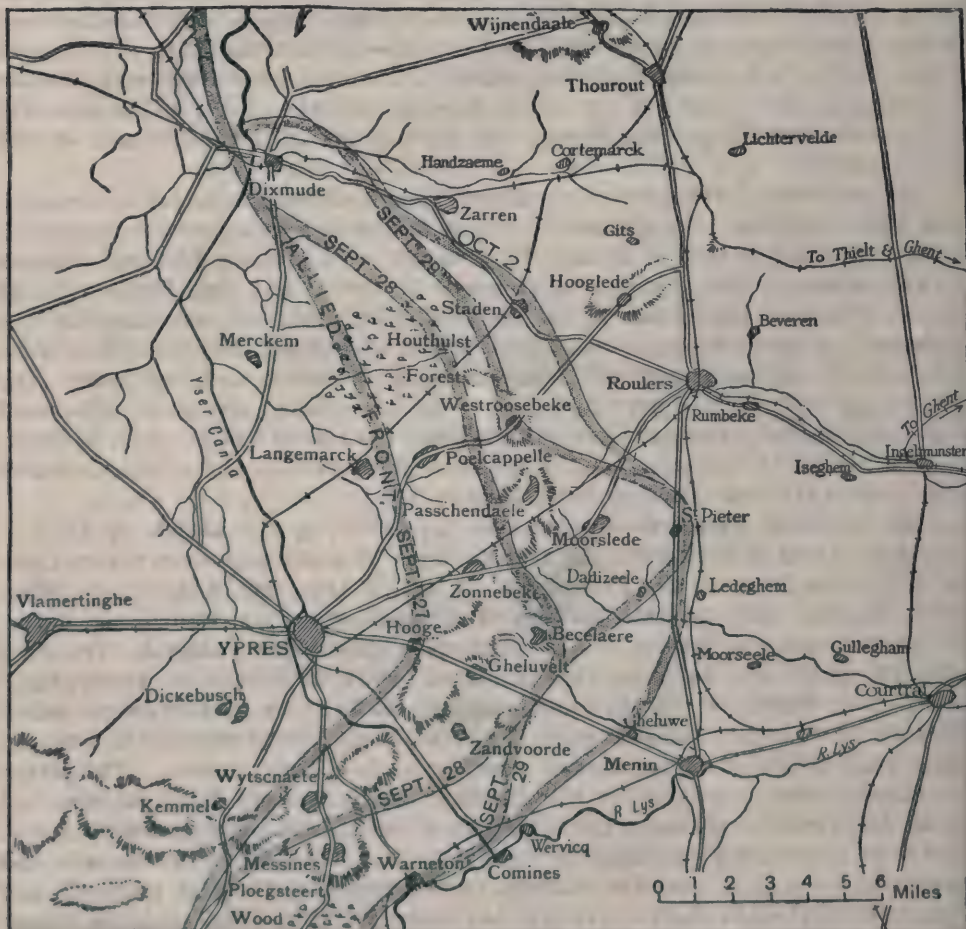 Wijnendaale
Thourout
Lichtervelde
Cortemarck
Handzaeme
Dixmude
Zarren
SEPT. 29
OCT. 2
Gits
To Thielt & Ghent
SEPT. 28
ALLIED FRONT, SEPT. 27
Hooglede
Staden
Beveren
Merckem
Houthulst
Forest
Yser Canal
Roulers
Rumbeke
To Ghent
Westroosebeke
Langemarck
Poelcappelle
Ingelmunster
Iseghem
Passchendaele
St Pieter
Moorslede
Dadizeele
Ledeghem
Zonnebeke
Vlamertinghe
YPRES
Hooge
Becelaere
Gheluvelt
Moorseele
Gullegham
Courtrai
Dickebusch
Gheluwe
Zandvoorde
Menin
R. Lys
Wytschaete
SEPT. 28
SEPT. 29
R Lys
Kemmel
Wervicq
Messines
Warneton
Comines
Ploegsteert
Wood
0 1 2 3 4 5 6 Miles